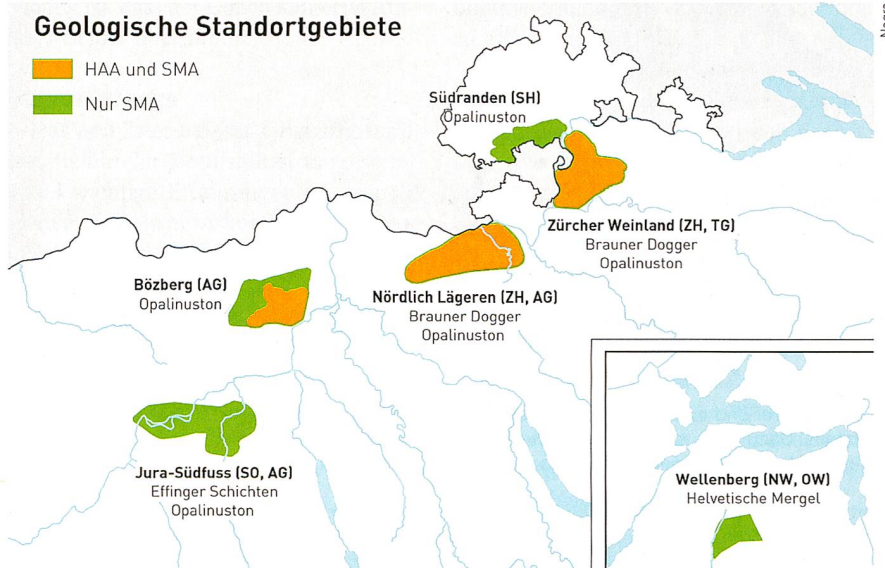 Geologische Standortgebiete
HAA und SMA
Nur SMA
Südranden (SH)
Opalinuston
Zürcher Weinland (ZH, TG)
Brauner Dogger
Opalinuston
Bözberg (AG)
Opalinuston
Nördlich Lägeren (ZH, AG)
Brauner Dogger
Opalinuston
Jura-Südfuss (SO, AG)
Effinger Schichten
Opalinuston
Wellenberg (NW, OW)
Helvetische Mergel
Nagra